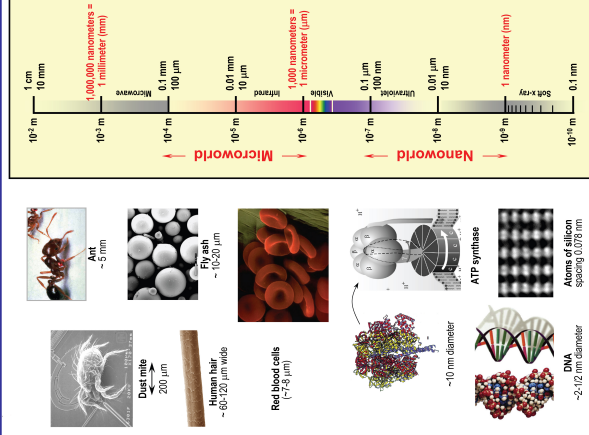 Ant
~ 5 mm
Dust mite
200 µm
Fly ash
~ 10-20 µm
Human hair
~ 60-120 µm wide
Red blood cells
(~7-8 µm)
~10 nm diameter
ATP synthase
DNA
~2-1/2 nm diameter
Atoms of silicon
spacing 0.078 nm
Microworld
Nanoworld
10-2 m
1 cm
10 mm
10-3 m
1,000,000 nanometers =
1 millimeter (mm)
Microwave
10-4 m
0.1 mm
100 µm
Infrared
10-5 m
0.01 mm
10 µm
10-6 m
1,000 nanometers =
1 micrometer (µm)
Visible
10-7 m
0.1 µm
100 nm
Ultraviolet
10-8 m
0.01 µm
10 nm
10-9 m
1 nanometer (nm)
Soft x-ray
10-10 m
0.1 nm